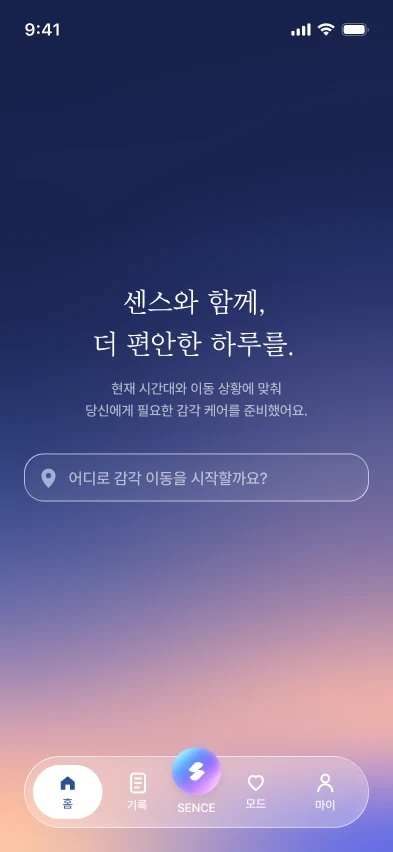 9:41
센스와 함께,
더 편안한 하루를.
현재 시간대와 이동 상황에 맞춰
당신에게 필요한 감각 케어를 준비했어요.
어디로 감각 이동을 시작할까요?
홈
기록
SENCE
모드
마이